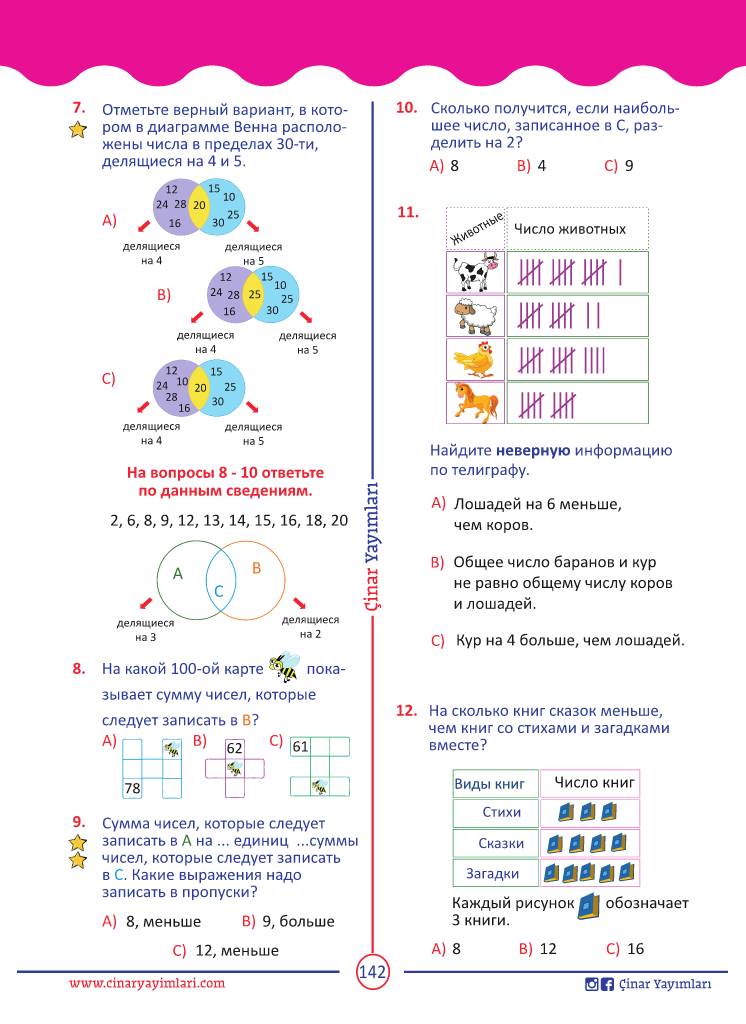 7.
Отметьте верный вариант, в кото-
ром в диаграмме Венна располо-
жены числа в пределах 30-ти,
делящиеся на 4 и 5.
A)
12
24 28
16
20
15
10
25
30
делящиеся
на 4
делящиеся
на 5
B)
12
24 28
16
25
15
10
25
30
делящиеся
на 4
делящиеся
на 5
C)
12
24 10
28
16
20
15
25
30
делящиеся
на 4
делящиеся
на 5
На вопросы 8 - 10 ответьте
по данным сведениям.
2, 6, 8, 9, 12, 13, 14, 15, 16, 18, 20
A
B
C
делящиеся
на 3
делящиеся
на 2
8.
На какой 100-ой карте пока-
зывает сумму чисел, которые
следует записать в B?
A)
78
B)
62
C)
61
9.
Сумма чисел, которые следует
записать в A на ... единиц ...суммы
чисел, которые следует записать
в C. Какие выражения надо
записать в пропуски?
A) 8, меньше
B) 9, больше
C) 12, меньше
Çinar Yayımları
10.
Сколько получится, если наиболь-
шее число, записанное в C, раз-
делить на 2?
A) 8
B) 4
C) 9
11.
Животные
Число животных
Найдите неверную информацию
по телиграфу.
A) Лошадей на 6 меньше,
чем коров.
B) Общее число баранов и кур
не равно общему числу коров
и лошадей.
C) Кур на 4 больше, чем лошадей.
12.
На сколько книг сказок меньше,
чем книг со стихами и загадками
вместе?
Виды книг
Число книг
Стихи
Сказки
Загадки
Каждый рисунок обозначает
3 книги.
A) 8
B) 12
C) 16
www.cinaryayimlari.com
142
Çinar Yayımları